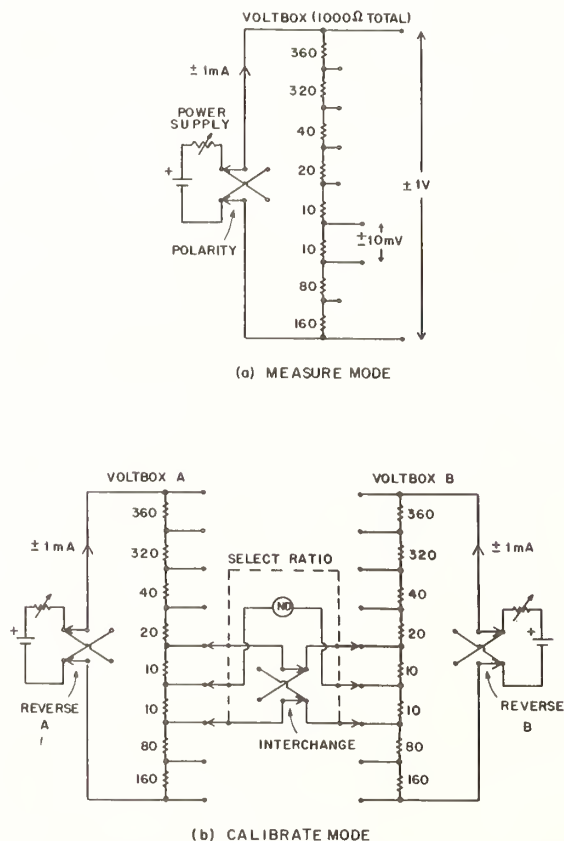 VOLTBOX (1000Ω TOTAL)
360
± 1mA
320
POWER
SUPPLY
40
20
+
± 1V
10
± 10mV
10
POLARITY
80
160
(a) MEASURE MODE
VOLTBOX A
VOLTBOX B
360
360
± 1mA
± 1mA
320
320
SELECT RATIO
40
40
ND
+
+
20
20
10
10
REVERSE
A
10
10
REVERSE
B
INTERCHANGE
80
80
160
160
(b) CALIBRATE MODE